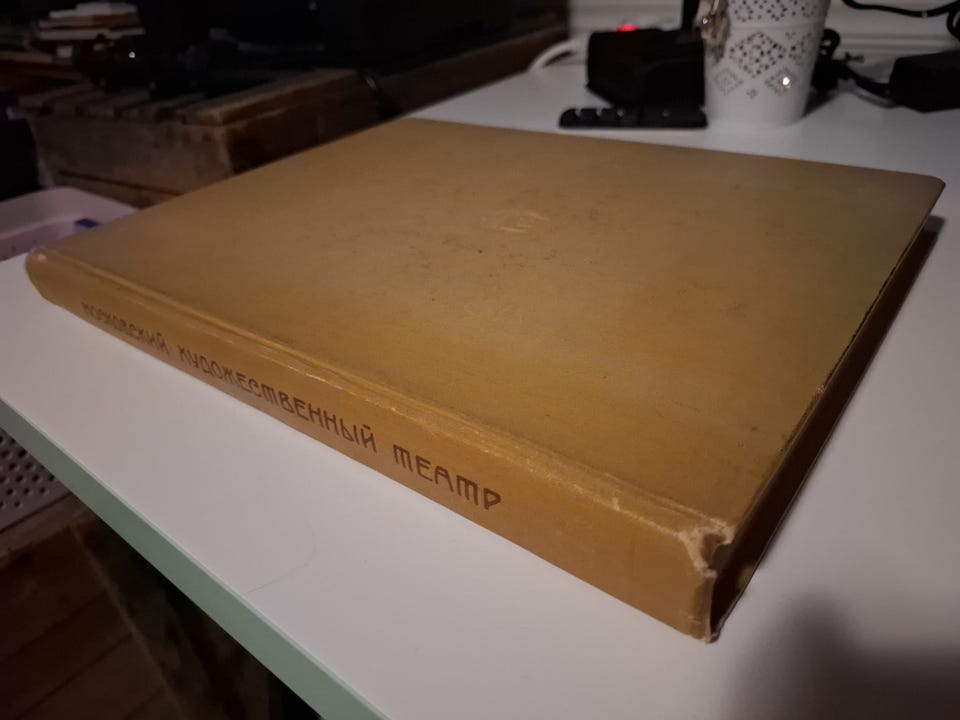 МОСКОВСКИЙ ХУДОЖЕСТВЕННЫЙ ТЕАТР